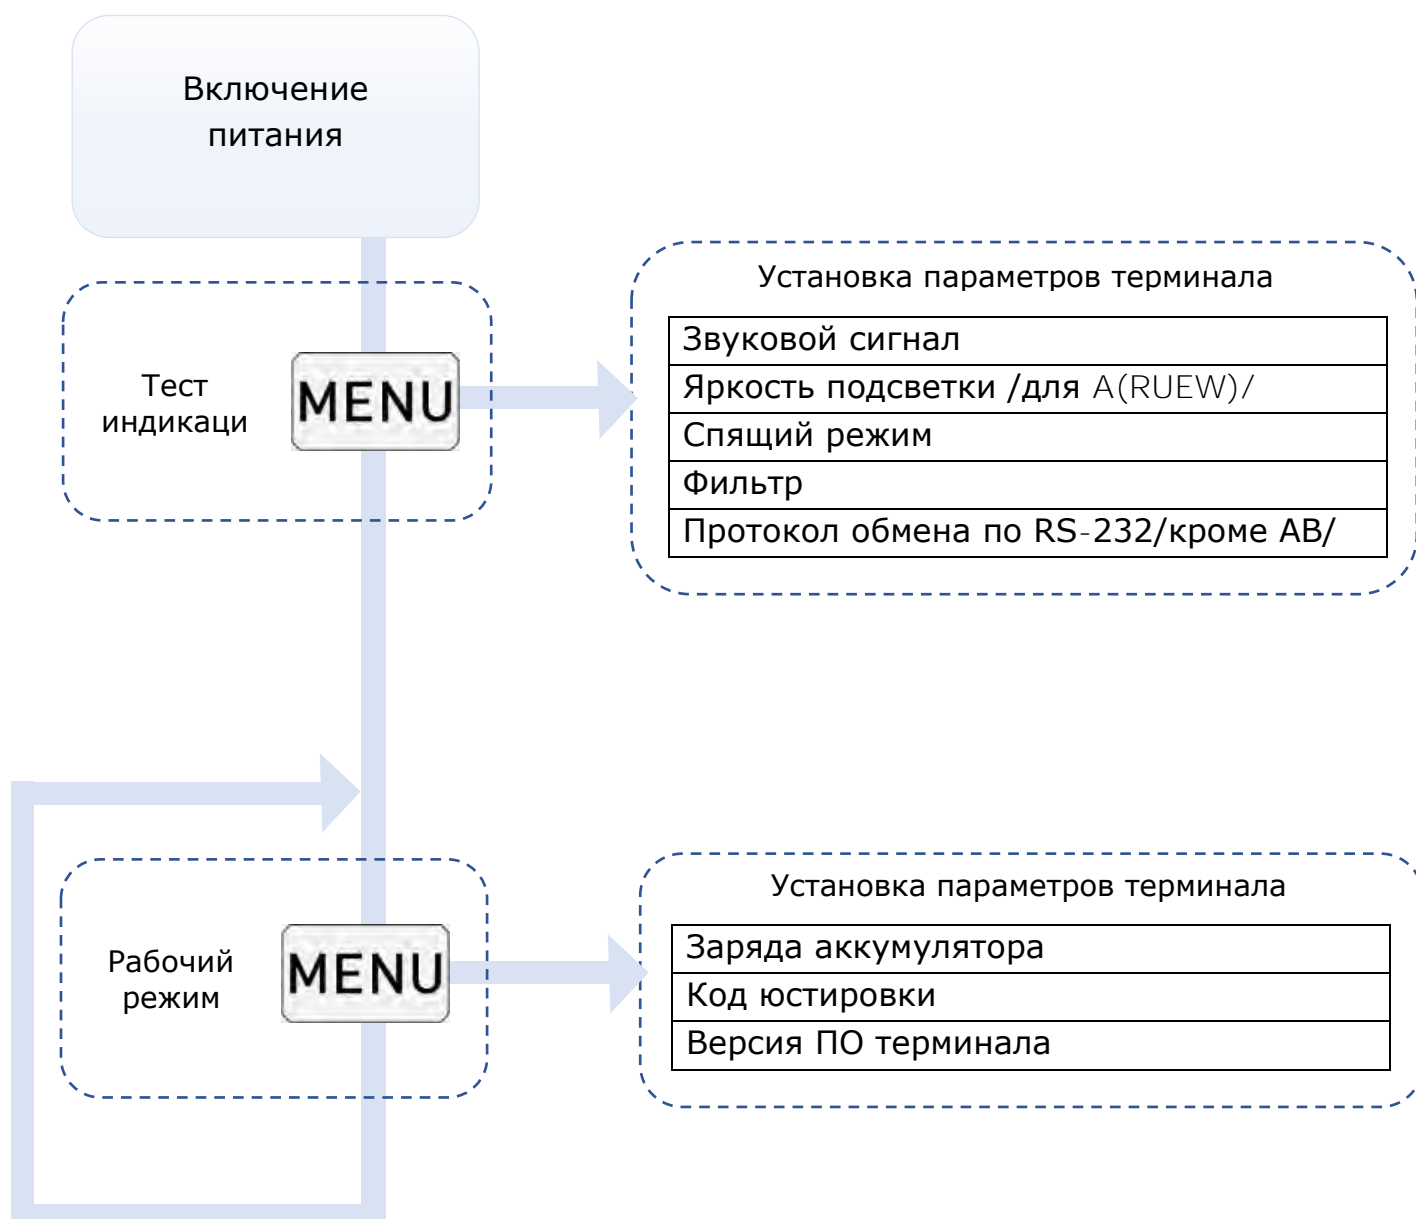 Включение
питания
Установка параметров терминала
Звуковой сигнал
Яркость подсветки /для A(RUEW)/
Спящий режим
Фильтр
Протокол обмена по RS-232/кроме АВ/
Тест
индикаци
MENU
Установка параметров терминала
Заряда аккумулятора
Код юстировки
Версия ПО терминала
Рабочий
режим
MENU